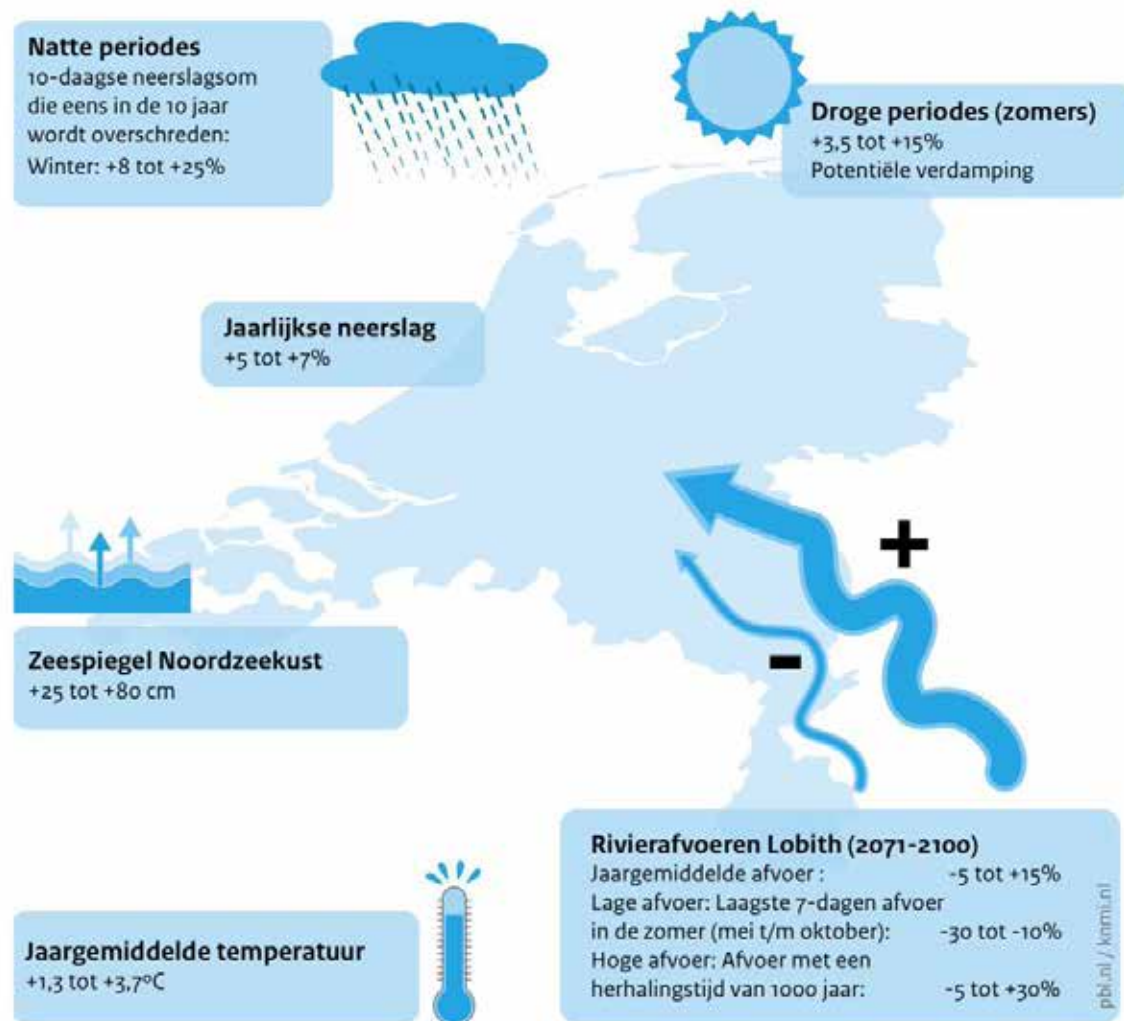 Natte periodes
10-daagse neerslagsom
die eens in de 10 jaar
wordt overschreden:
Winter: +8 tot +25%
Droge periodes (zomers)
+3,5 tot +15%
Potentiële verdamping
Jaarlijkse neerslag
+5 tot +7%
+
-
Zeespiegel Noordzeekust
+25 tot +80 cm
Jaargemiddelde temperatuur
+1,3 tot +3,7ºC
Rivierafvoeren Lobith (2071-2100)
Jaargemiddelde afvoer : -5 tot +15%
Lage afvoer: Laagste 7-dagen afvoer
in de zomer (mei t/m oktober): -30 tot -10%
Hoge afvoer: Afvoer met een
herhalingstijd van 1000 jaar: -5 tot +30%
pbl.nl / knmi.nl